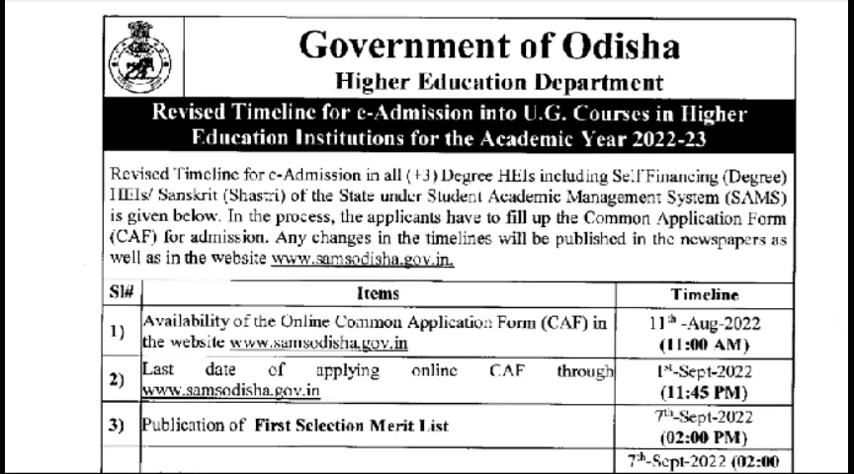 Government of Odisha
Higher Education Department
Revised Timeline for e-Admission into U.G. Courses in Higher
Education Institutions for the Academic Year 2022-23
Revised Timeline for e-Admission in all (+3) Degree HEIs including Self Financing (Degree)
HEIs/ Sanskrit (Shastri) of the State under Student Academic Management System (SAMS)
is given below. In the process, the applicants have to fill up the Common Application Form
(CAF) for admission. Any changes in the timelines will be published in the newspapers as
well as in the website www.samsodisha.gov.in.
Sl# Items Timeline
1) Availability of the Online Common Application Form (CAF) in
the website www.samsodisha.gov.in
11th -Aug-2022
(11:00 AM)
2) Last date of applying online CAF through
www.samsodisha.gov.in
1st-Sept-2022
(11:45 PM)
3) Publication of First Selection Merit List
7th-Sept-2022
(02:00 PM)
7th-Sept-2022 (02:00